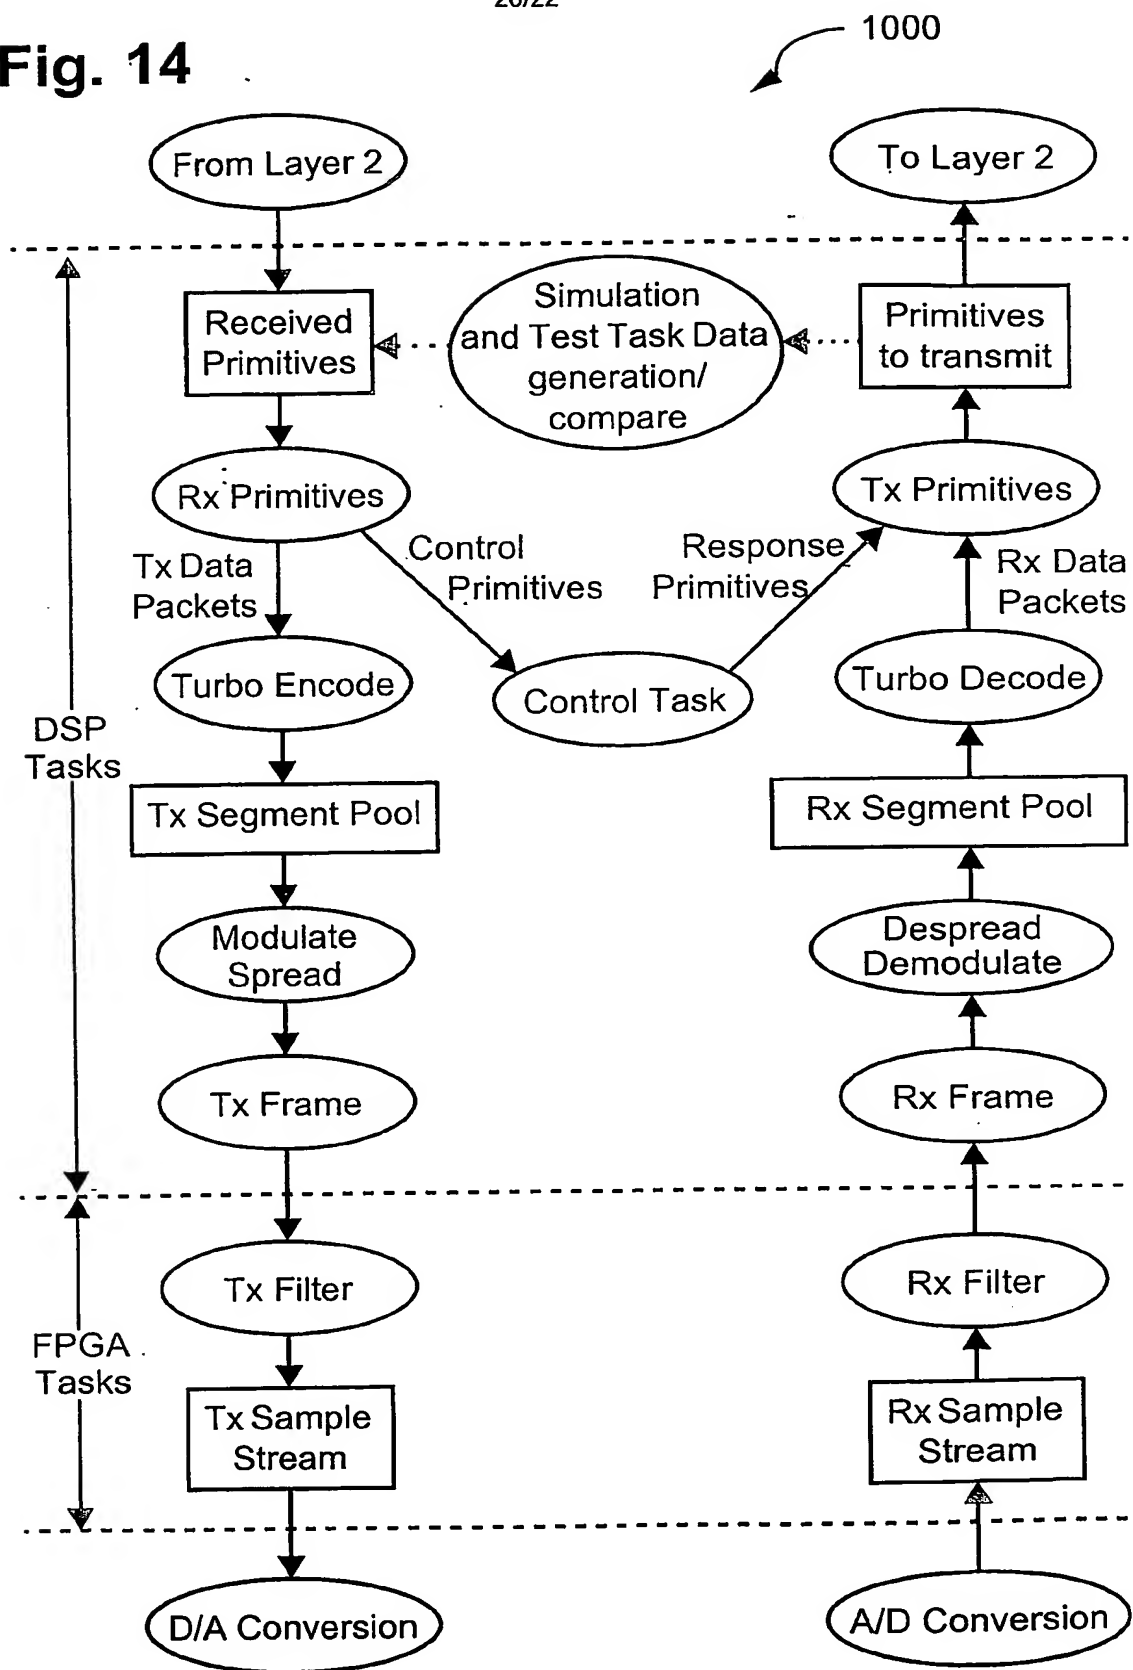 Fig. 14
1000
From Layer 2
To Layer 2
Received
Primitives
Simulation
and Test Task Data
generation/
compare
Primitives
to transmit
Rx Primitives
Tx Primitives
Tx Data
Packets
Control
Primitives
Response
Primitives
Rx Data
Packets
Turbo Encode
Control Task
Turbo Decode
DSP
Tasks
Tx Segment Pool
Rx Segment Pool
Modulate
Spread
Despread
Demodulate
Tx Frame
Rx Frame
Tx Filter
Rx Filter
FPGA
Tasks
Tx Sample
Stream
Rx Sample
Stream
D/A Conversion
A/D Conversion